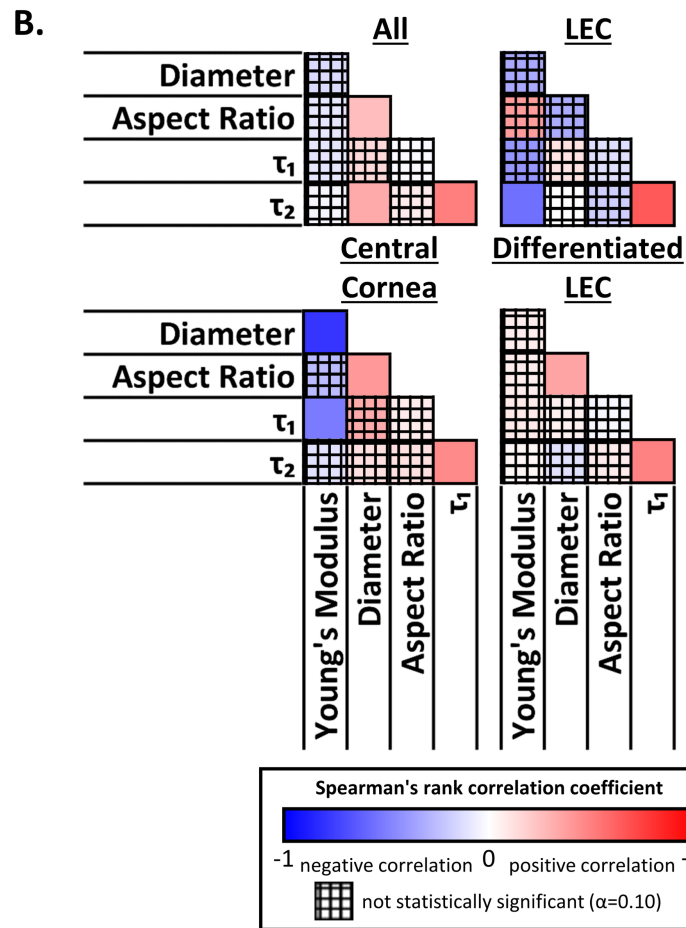 B.
All
LEC
Diameter
Aspect Ratio
τ₁
τ₂
Central
Cornea
Differentiated
LEC
Diameter
Aspect Ratio
τ₁
τ₂
Young's Modulus
Diameter
Aspect Ratio
τ₁
Young's Modulus
Diameter
Aspect Ratio
τ₁
Spearman's rank correlation coefficient
-1 negative correlation 0 positive correlation
not statistically significant (α=0.10)